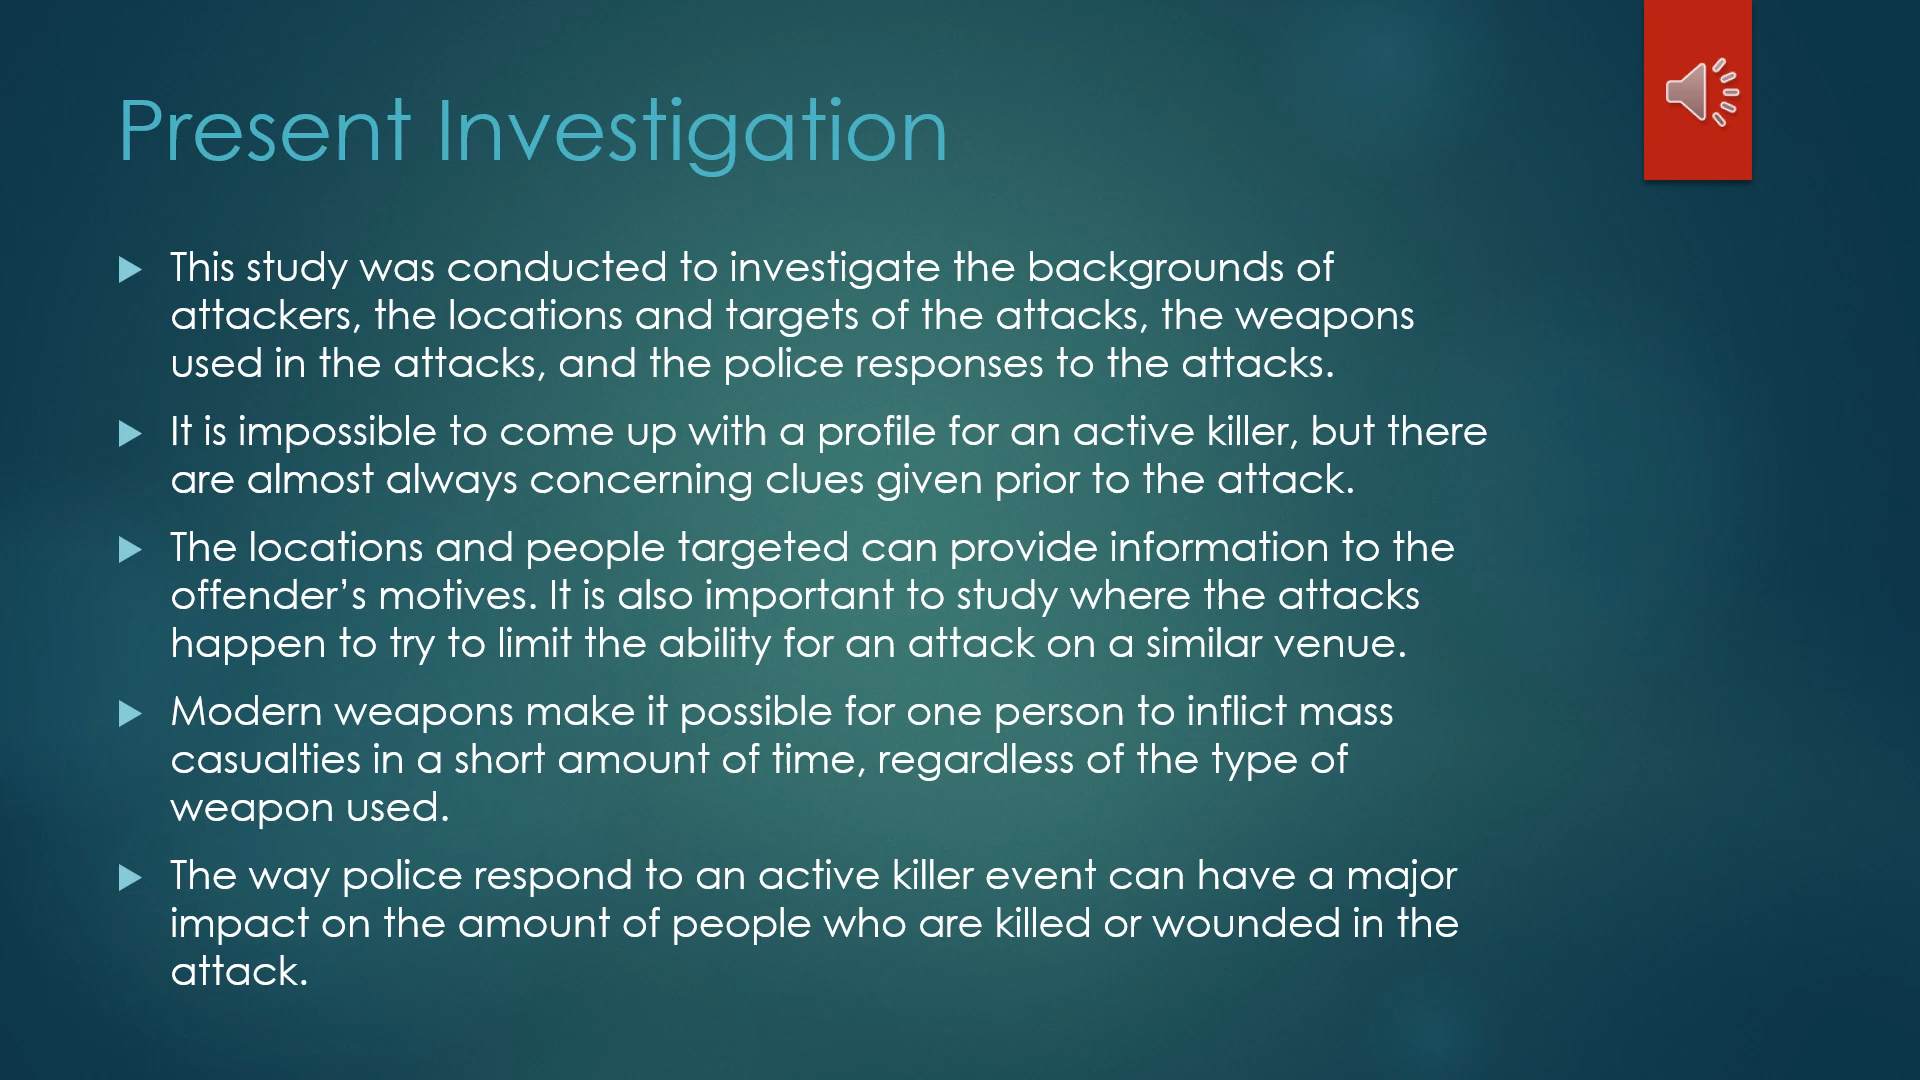 Present Investigation
This study was conducted to investigate the backgrounds of
attackers, the locations and targets of the attacks, the weapons
used in the attacks, and the police responses to the attacks.
It is impossible to come up with a profile for an active killer, but there
are almost always concerning clues given prior to the attack.
The locations and people targeted can provide information to the
offender’s motives. It is also important to study where the attacks
happen to try to limit the ability for an attack on a similar venue.
Modern weapons make it possible for one person to inflict mass
casualties in a short amount of time, regardless of the type of
weapon used.
The way police respond to an active killer event can have a major
impact on the amount of people who are killed or wounded in the
attack.